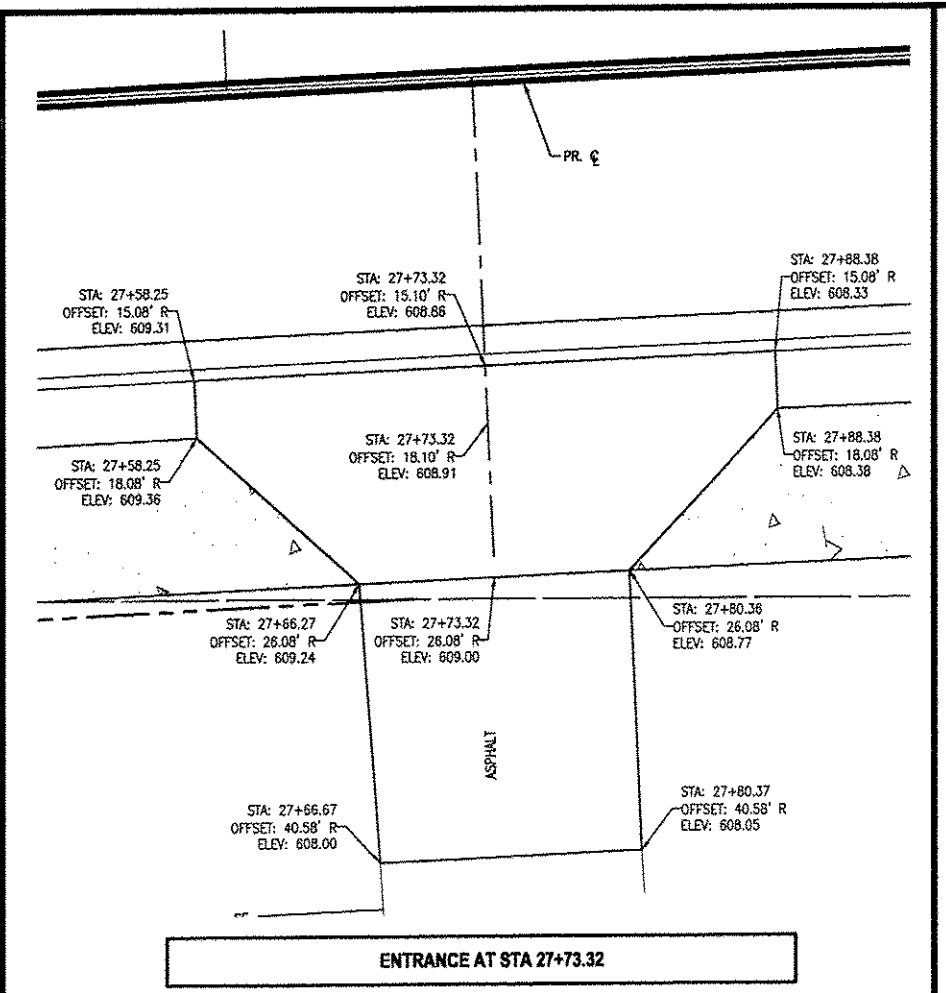 PR. ℄
STA: 27+58.25
OFFSET: 15.08' R
ELEV: 609.31
STA: 27+73.32
OFFSET: 15.10' R
ELEV: 608.86
STA: 27+88.38
OFFSET: 15.08' R
ELEV: 608.33
STA: 27+58.25
OFFSET: 18.08' R
ELEV: 609.36
STA: 27+73.32
OFFSET: 18.10' R
ELEV: 608.91
STA: 27+88.38
OFFSET: 18.08' R
ELEV: 608.38
STA: 27+66.27
OFFSET: 26.08' R
ELEV: 609.24
STA: 27+73.32
OFFSET: 26.08' R
ELEV: 609.00
STA: 27+80.36
OFFSET: 26.08' R
ELEV: 608.77
ASPHALT
STA: 27+66.67
OFFSET: 40.58' R
ELEV: 608.00
STA: 27+80.37
OFFSET: 40.58' R
ELEV: 608.05
ENTRANCE AT STA 27+73.32